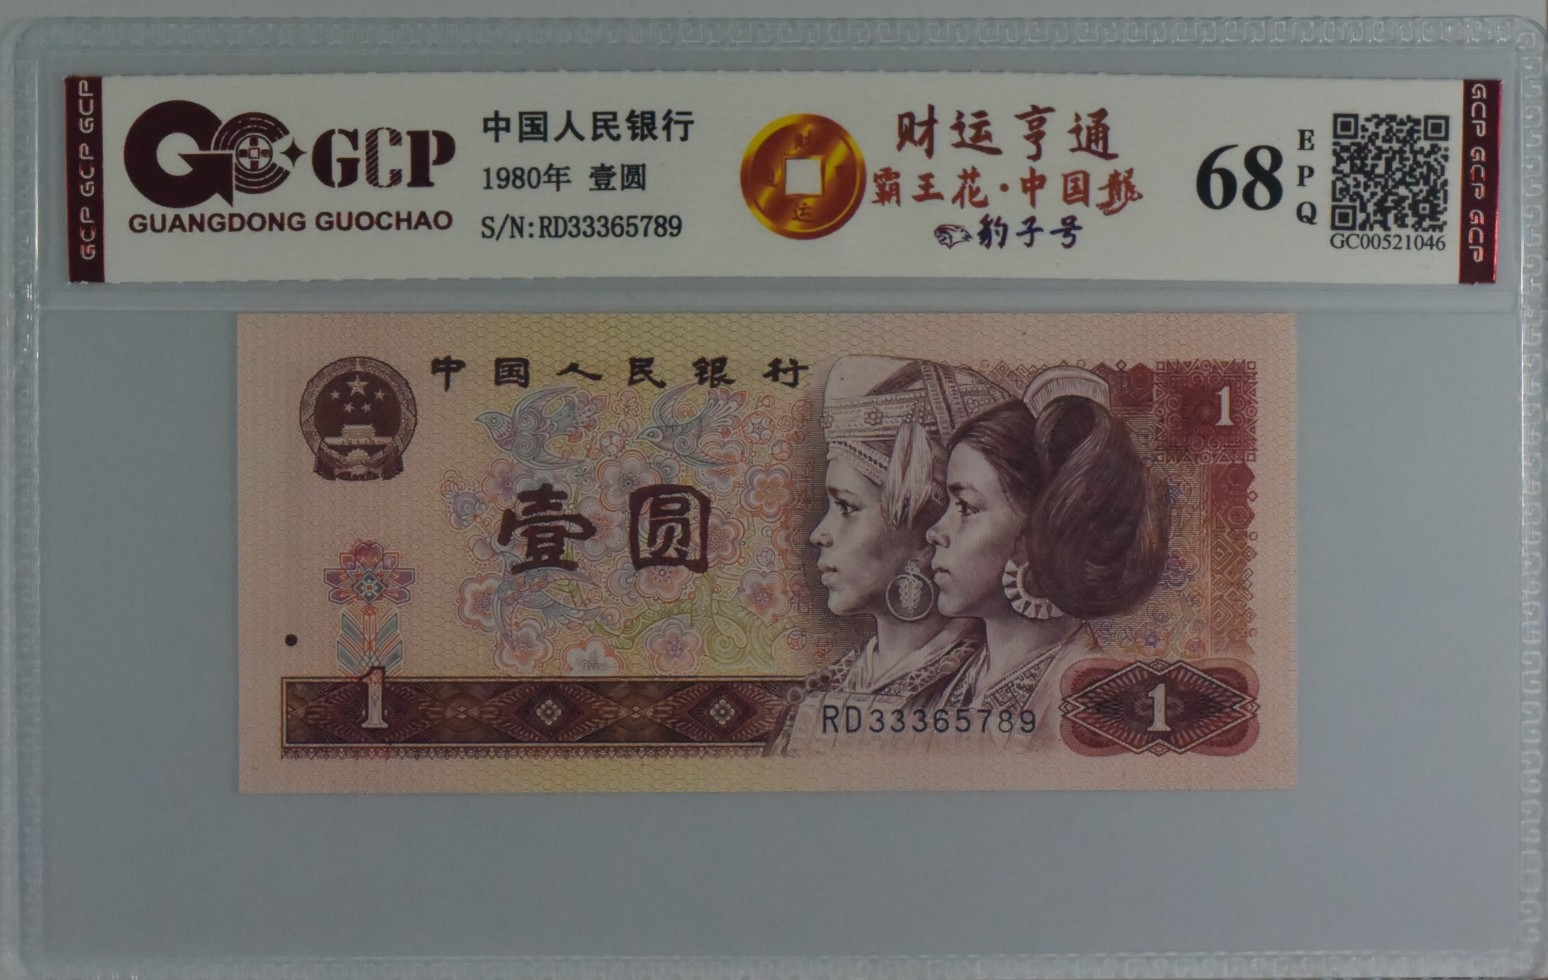 GCP GCP GCP
GCP
GUANGDONG GUOCHAO
中国人民银行
1980年 壹圆
S/N:RD33365789
财运亨通
霸王花·中国龍
豹子号
68
EPQ
GC00521046
GCP GCP GCP
中国人民银行
1
壹圆
1
RD33365789
1